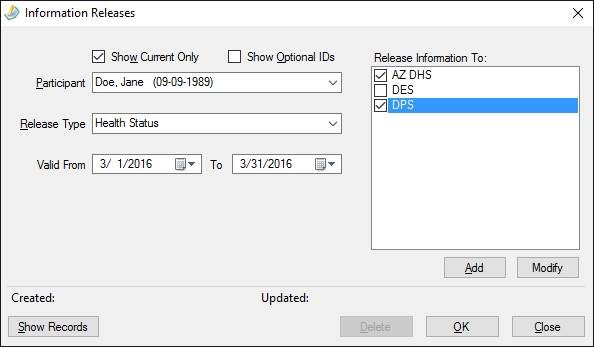 Information Releases
Show Current Only Show Optional IDs
Release Information To:
Participant Doe, Jane (09-09-1989)
AZ DHS
DES
DPS
Release Type Health Status
Valid From 3/ 1/2016 To 3/31/2016
Add Modify
Created: Updated:
Show Records Delete OK Close